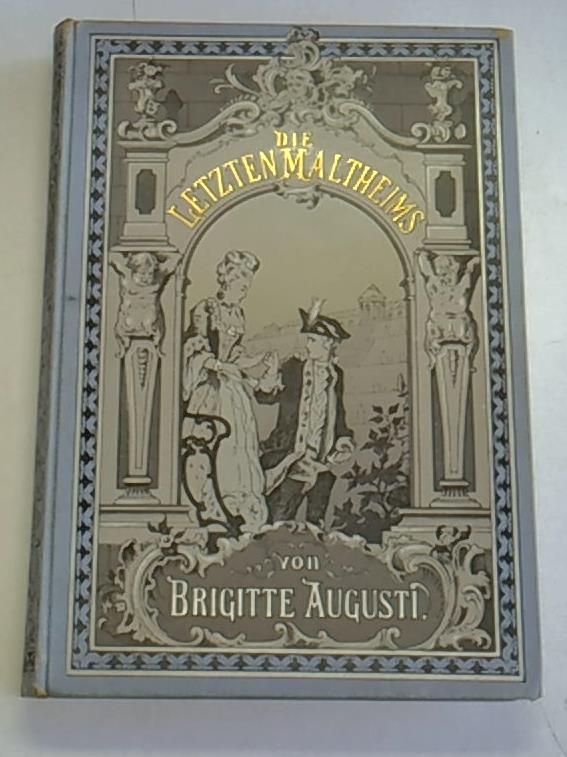 DIE
LETZTEN MALTHEIMS
von
BRIGITTE AUGUSTI.